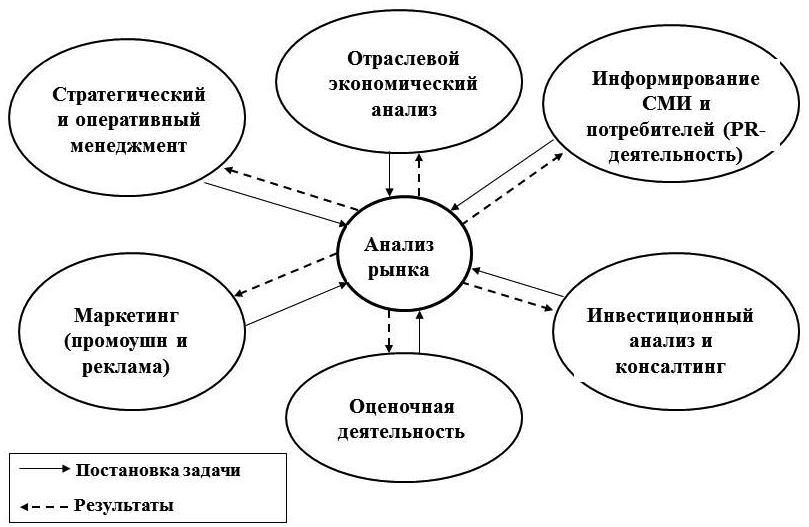 Стратегический
и оперативный
менеджмент
Отраслевой
экономический
анализ
Информирование
СМИ и
потребителей (PR-
деятельность)
Анализ
рынка
Маркетинг
(промоушн и
реклама)
Оценочная
деятельность
Инвестиционный
анализ и
консалтинг
Постановка задачи
Результаты